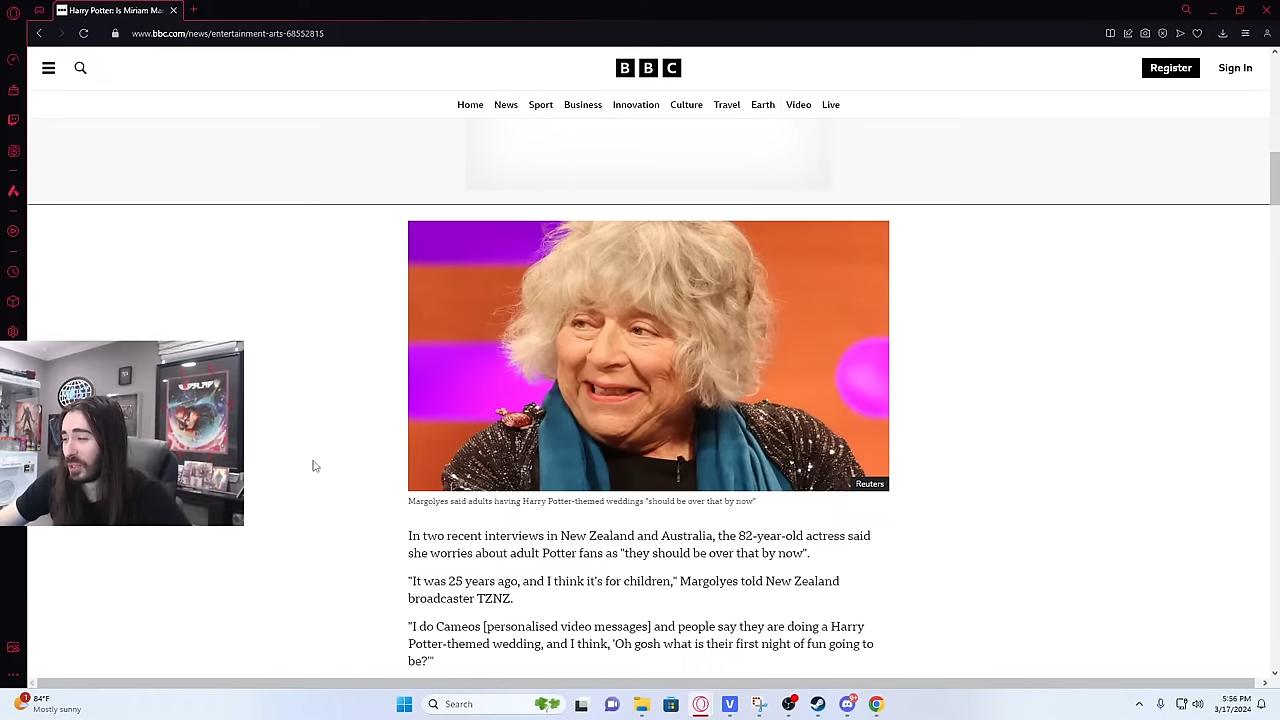 Harry Potter: Is Miriam Ma
www.bbc.com/news/entertainment-arts-68552815
BBC
Register
Sign In
Home News Sport Business Innovation Culture Travel Earth Video Live
Reuters
Margolyes said adults having Harry Potter-themed weddings "should be over that by now"
In two recent interviews in New Zealand and Australia, the 82-year-old actress said
she worries about adult Potter fans as "they should be over that by now".
"It was 25 years ago, and I think it's for children," Margolyes told New Zealand
broadcaster TZNZ.
"I do Cameos [personalised video messages] and people say they are doing a Harry
Potter-themed wedding, and I think, 'Oh gosh what is their first night of fun going to
be?'"
84°F
Mostly sunny
Search
5:56 PM
3/17/2024